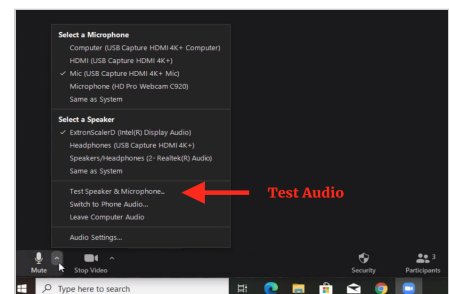 Select a Microphone
Computer (USB Capture HDMI 4K+ Computer)
HDMI (USB Capture HDMI 4K+)
✓ Mic (USB Capture HDMI 4K+ Mic)
Microphone (HD Pro Webcam C920)
Same as System
Select a Speaker
✓ ExtronScalerD (Intel(R) Display Audio)
Headphones (USB Capture HDMI 4K+)
Speakers/Headphones (2- Realtek(R) Audio)
Same as System
Test Speaker & Microphone...
Test Audio
Switch to Phone Audio...
Leave Computer Audio
Audio Settings...
3
Mute
Stop Video
Security
Participants
Type here to search